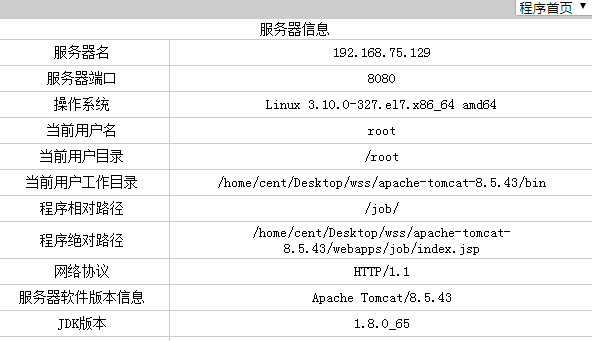 程序首页
服务器信息
服务器名 192.168.75.129
服务器端口 8080
操作系统 Linux 3.10.0-327.el7.x86_64 amd64
当前用户名 root
当前用户目录 /root
当前用户工作目录 /home/cent/Desktop/wss/apache-tomcat-8.5.43/bin
程序相对路径 /job/
程序绝对路径 /home/cent/Desktop/wss/apache-tomcat-
8.5.43/webapps/job/index.jsp
网络协议 HTTP/1.1
服务器软件版本信息 Apache Tomcat/8.5.43
JDK版本 1.8.0_65